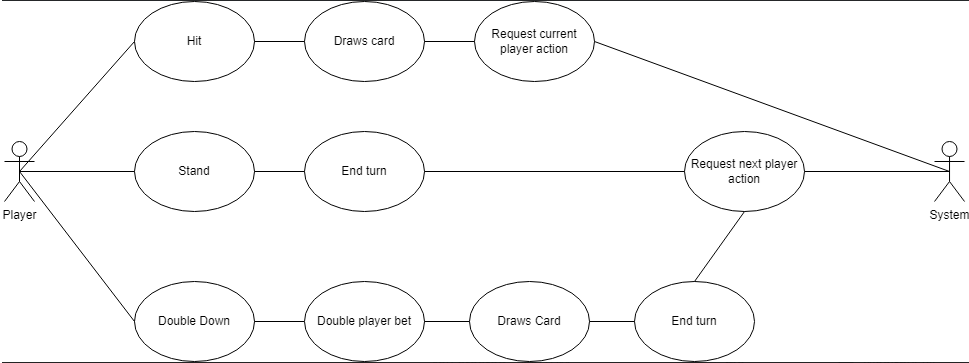 Hit
Draws card
Request current
player action
Player
Stand
End turn
Request next player
action
System
Double Down
Double player bet
Draws Card
End turn